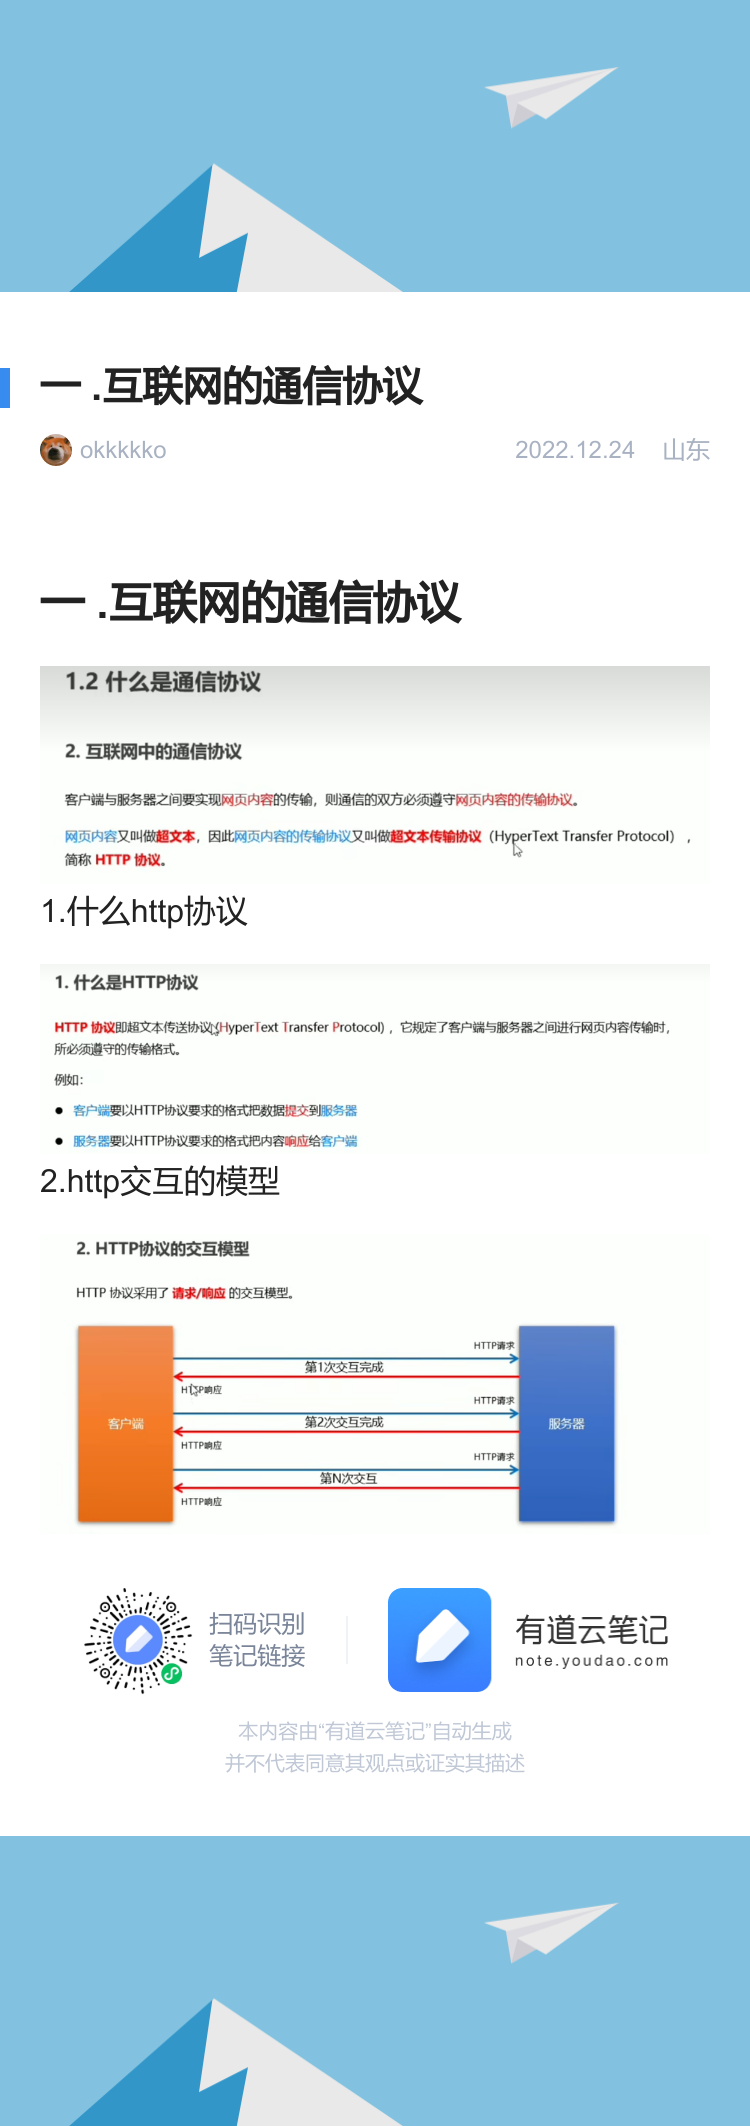 一 .互联网的通信协议
okkkkko 2022.12.24 山东
一 .互联网的通信协议
1.2 什么是通信协议
2. 互联网中的通信协议
客户端与服务器之间要实现网页内容的传输，则通信的双方必须遵守网页内容的传输协议。
网页内容又叫做超文本，因此网页内容的传输协议又叫做超文本传输协议（HyperText Transfer Protocol），
简称 HTTP 协议。
1.什么http协议
1. 什么是HTTP协议
HTTP 协议即超文本传送协议 (HyperText Transfer Protocol) ，它规定了客户端与服务器之间进行网页内容传输时，
所必须遵守的传输格式。
例如：
● 客户端要以HTTP协议要求的格式把数据提交到服务器
● 服务器要以HTTP协议要求的格式把内容响应给客户端
2.http交互的模型
2. HTTP协议的交互模型
HTTP 协议采用了 请求/响应 的交互模型。
HTTP请求
第1次交互完成
HTTP响应
HTTP请求
客户端
第2次交互完成
服务器
HTTP响应
HTTP请求
第N次交互
HTTP响应
扫码识别
笔记链接
有道云笔记
note.youdao.com
本内容由“有道云笔记”自动生成
并不代表同意其观点或证实其描述